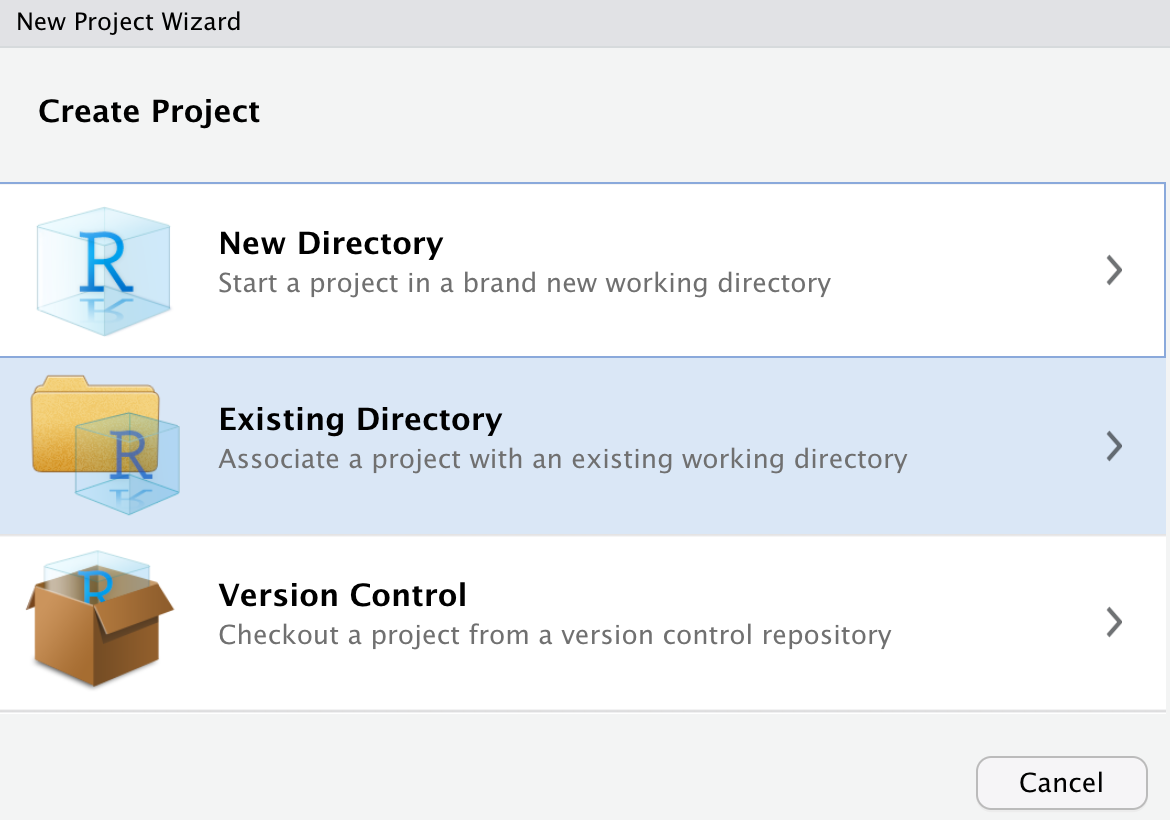 New Project Wizard
Create Project
R
New Directory
Start a project in a brand new working directory
R
Existing Directory
Associate a project with an existing working directory
R
Version Control
Checkout a project from a version control repository
Cancel